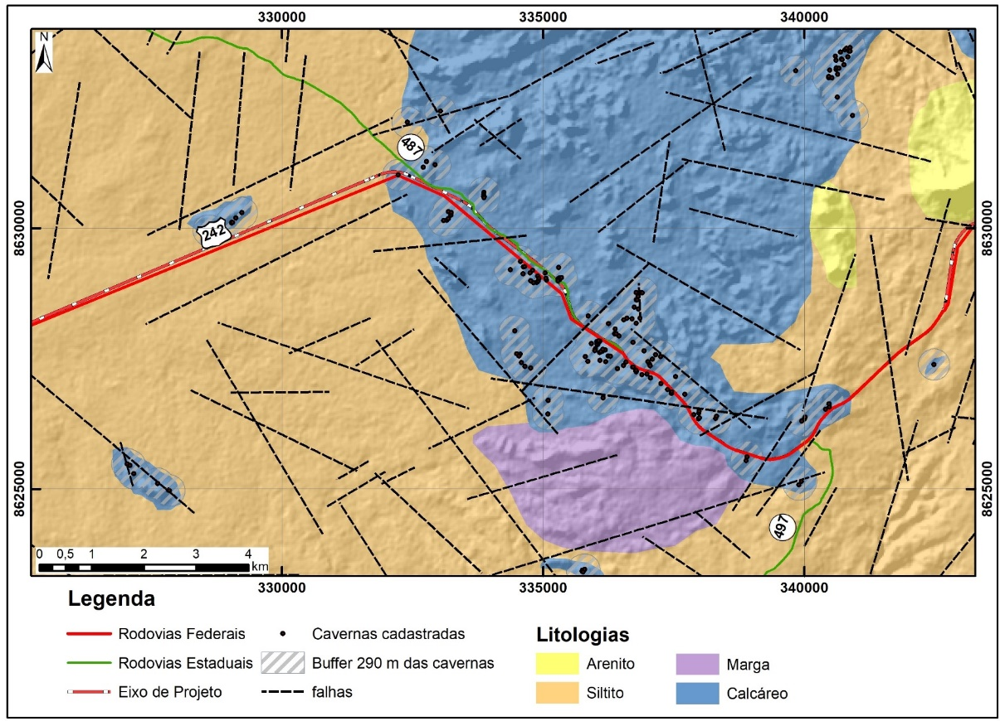 330000 335000 340000
N
487
242
8630000 8630000
8625000 8625000
497
0 0,5 1 2 3 4
km
330000 335000 340000
Legenda
Rodovias Federais
Rodovias Estaduais
Eixo de Projeto
Cavernas cadastradas
Buffer 290 m das cavernas
falhas
Litologias
Arenito
Siltito
Marga
Calcáreo